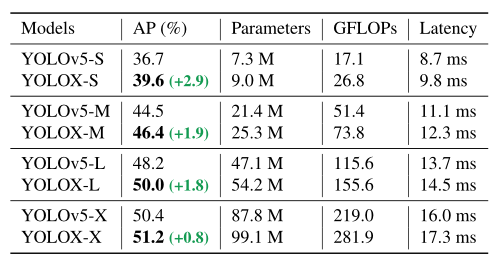 Models AP (%) Parameters GFLOPs Latency
YOLOv5-S 36.7 7.3 M 17.1 8.7 ms
YOLOX-S 39.6 (+2.9) 9.0 M 26.8 9.8 ms
YOLOv5-M 44.5 21.4 M 51.4 11.1 ms
YOLOX-M 46.4 (+1.9) 25.3 M 73.8 12.3 ms
YOLOv5-L 48.2 47.1 M 115.6 13.7 ms
YOLOX-L 50.0 (+1.8) 54.2 M 155.6 14.5 ms
YOLOv5-X 50.4 87.8 M 219.0 16.0 ms
YOLOX-X 51.2 (+0.8) 99.1 M 281.9 17.3 ms